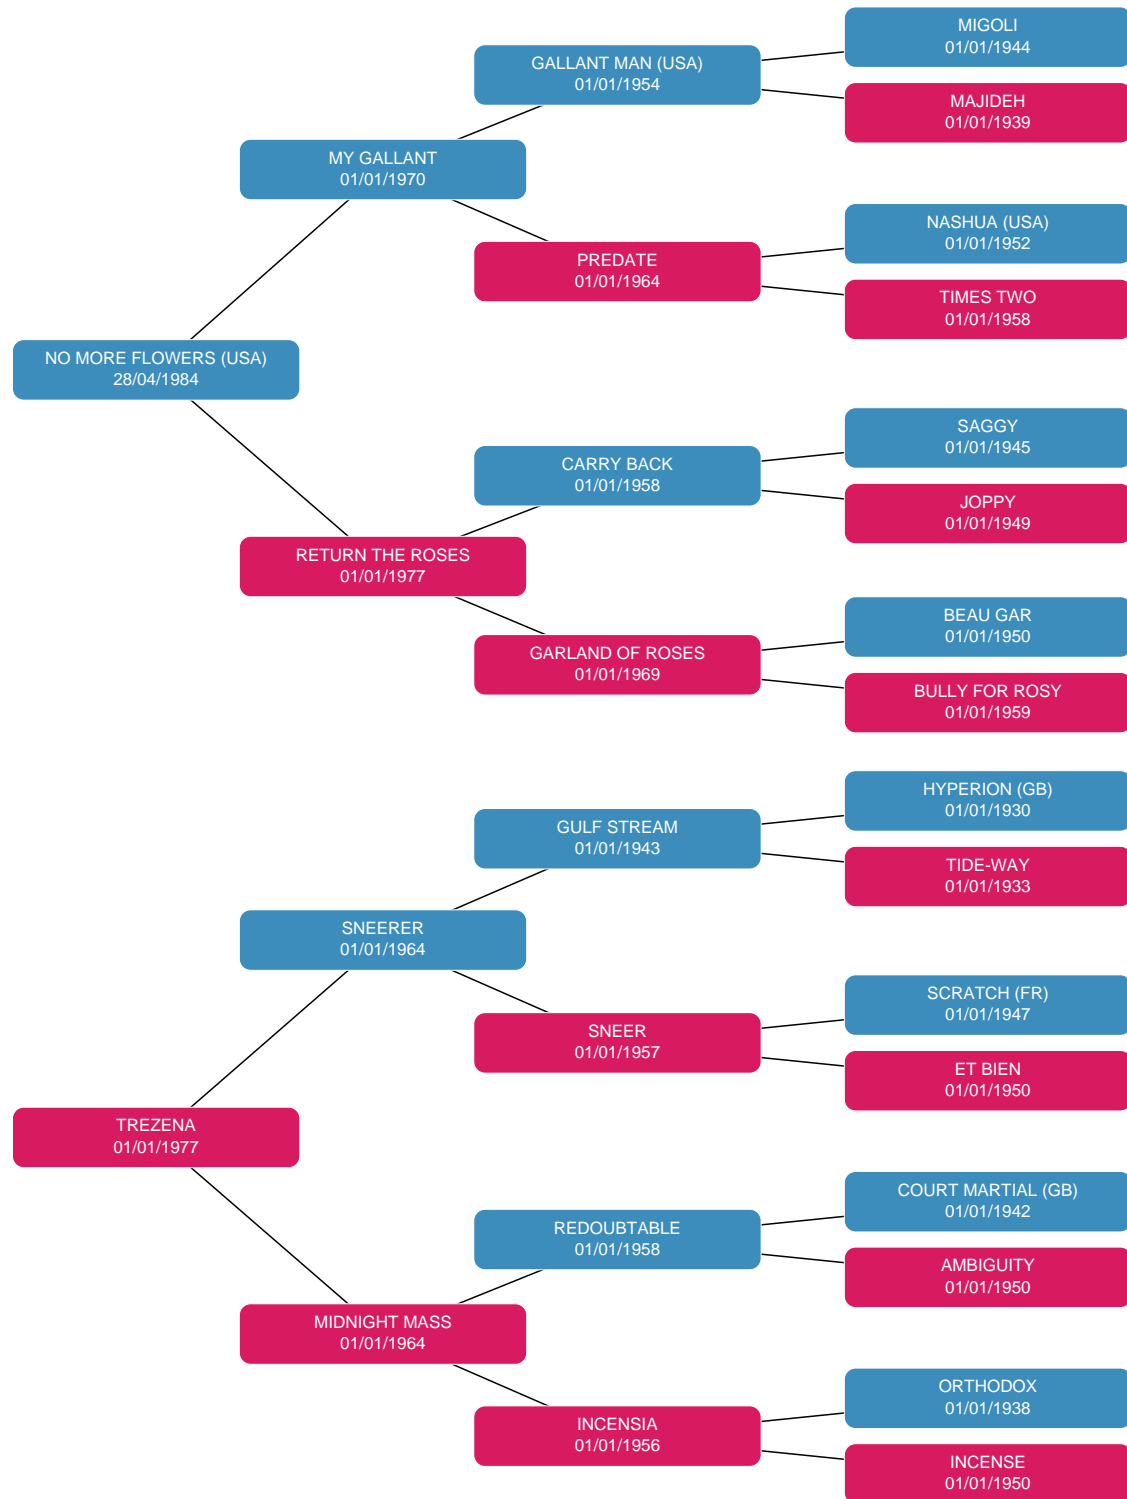 MIGOLI
01/01/1944
GALLANT MAN (USA)
01/01/1954
MAJIDEH
01/01/1939
MY GALLANT
01/01/1970
NASHUA (USA)
01/01/1952
PREDATE
01/01/1964
TIMES TWO
01/01/1958
NO MORE FLOWERS (USA)
28/04/1984
SAGGY
01/01/1945
CARRY BACK
01/01/1958
JOPPY
01/01/1949
RETURN THE ROSES
01/01/1977
BEAU GAR
01/01/1950
GARLAND OF ROSES
01/01/1969
BULLY FOR ROSY
01/01/1959
HYPERION (GB)
01/01/1930
GULF STREAM
01/01/1943
TIDE-WAY
01/01/1933
SNEERER
01/01/1964
SCRATCH (FR)
01/01/1947
SNEER
01/01/1957
ET BIEN
01/01/1950
TREZENA
01/01/1977
COURT MARTIAL (GB)
01/01/1942
REDOUBTABLE
01/01/1958
AMBIGUITY
01/01/1950
MIDNIGHT MASS
01/01/1964
ORTHODOX
01/01/1938
INCENSIA
01/01/1956
INCENSE
01/01/1950